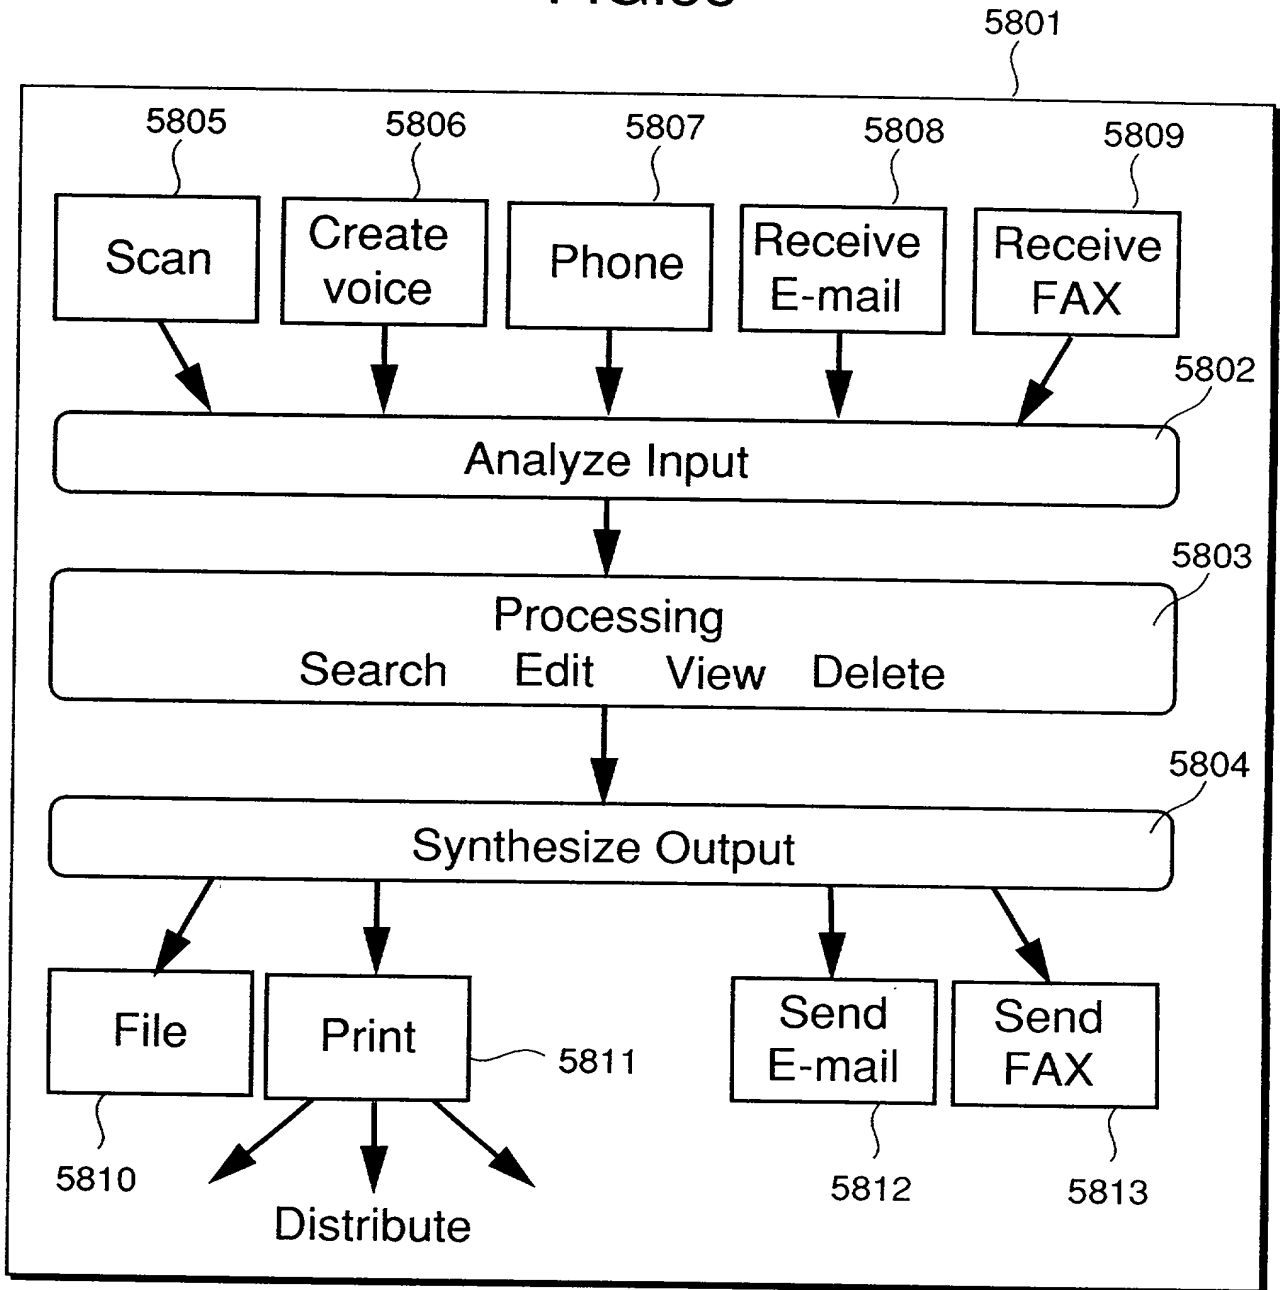 5801
5805 5806 5807 5808 5809
Scan
Create
voice
Phone
Receive
E-mail
Receive
FAX
5802
Analyze Input
5803
Processing
Search Edit View Delete
5804
Synthesize Output
File
Print
5811
Send
E-mail
Send
FAX
5810
5812
5813
Distribute